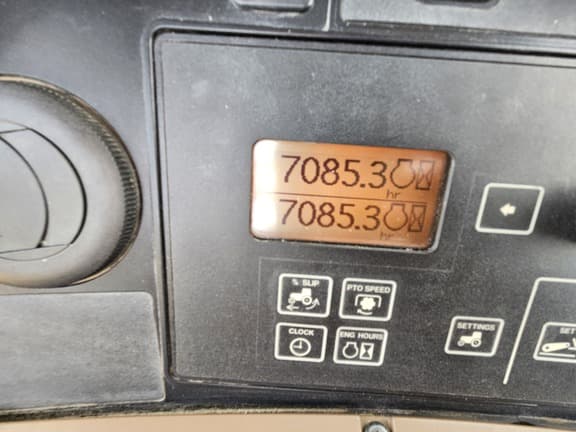 7085.3
hr
7085.3
hr
% SLIP
PTO SPEED
CLOCK
ENG HOURS
SETTINGS